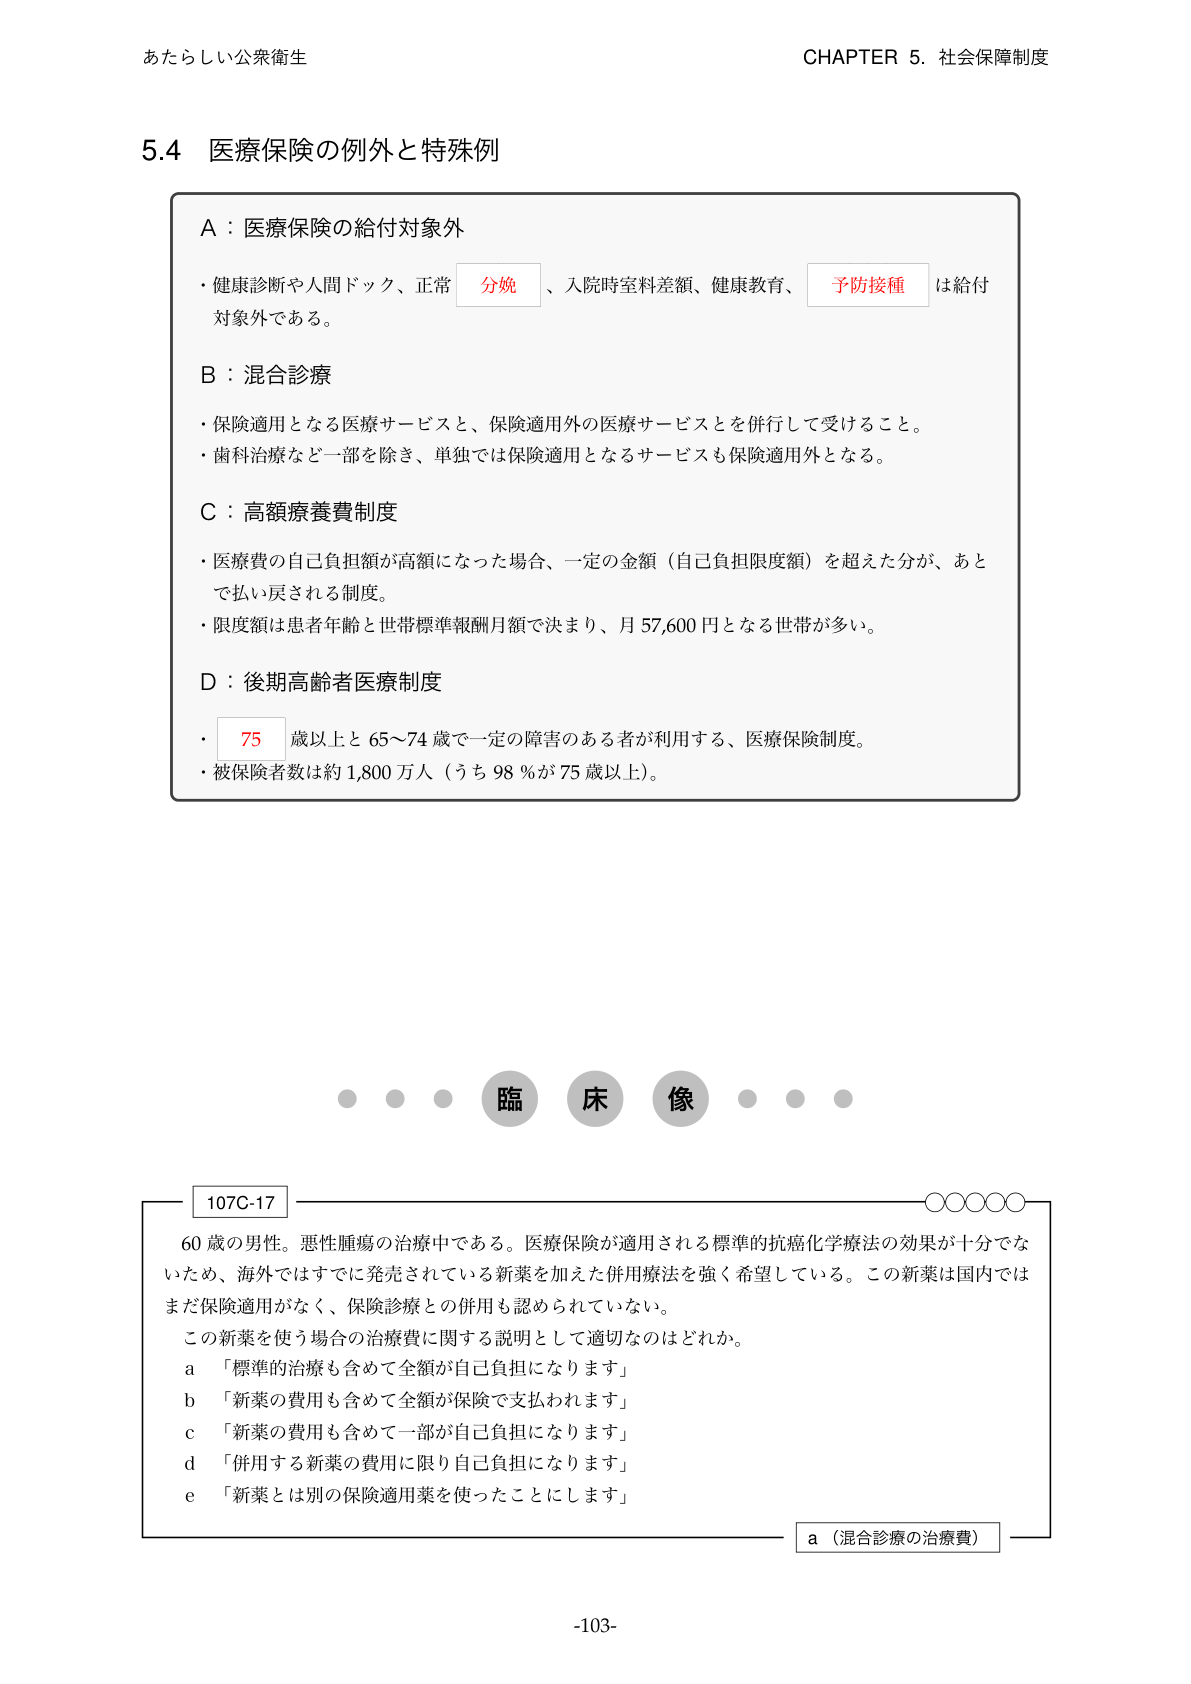 あたらしい公衆衛生
CHAPTER 5. 社会保障制度
5.4 医療保険の例外と特殊例
A：医療保険の給付対象外
・健康診断や人間ドック、正常 分娩 、入院時室料差額、健康教育、 予防接種 は給付
対象外である。
B：混合診療
・保険適用となる医療サービスと、保険適用外の医療サービスとを併行して受けること。
・歯科治療など一部を除き、単独では保険適用となるサービスも保険適用外となる。
C：高額療養費制度
・医療費の自己負担額が高額になった場合、一定の金額（自己負担限度額）を超えた分が、あと
で払い戻される制度。
・限度額は患者年齢と世帯標準報酬月額で決まり、月 57,600 円となる世帯が多い。
D：後期高齢者医療制度
・ 75 歳以上と 65〜74 歳で一定の障害のある者が利用する、医療保険制度。
・被保険者数は約 1,800 万人（うち 98 %が 75 歳以上）。
臨 床 像
107C-17
60 歳の男性。悪性腫瘍の治療中である。医療保険が適用される標準的抗癌化学療法の効果が十分でな
いため、海外ではすでに発売されている新薬を加えた併用療法を強く希望している。この新薬は国内では
まだ保険適用がなく、保険診療との併用も認められていない。
この新薬を使う場合の治療費に関する説明として適切なのはどれか。
a 「標準的治療も含めて全額が自己負担になります」
b 「新薬の費用も含めて全額が保険で支払われます」
c 「新薬の費用も含めて一部が自己負担になります」
d 「併用する新薬の費用に限り自己負担になります」
e 「新薬とは別の保険適用薬を使ったことにします」
a （混合診療の治療費）
-103-